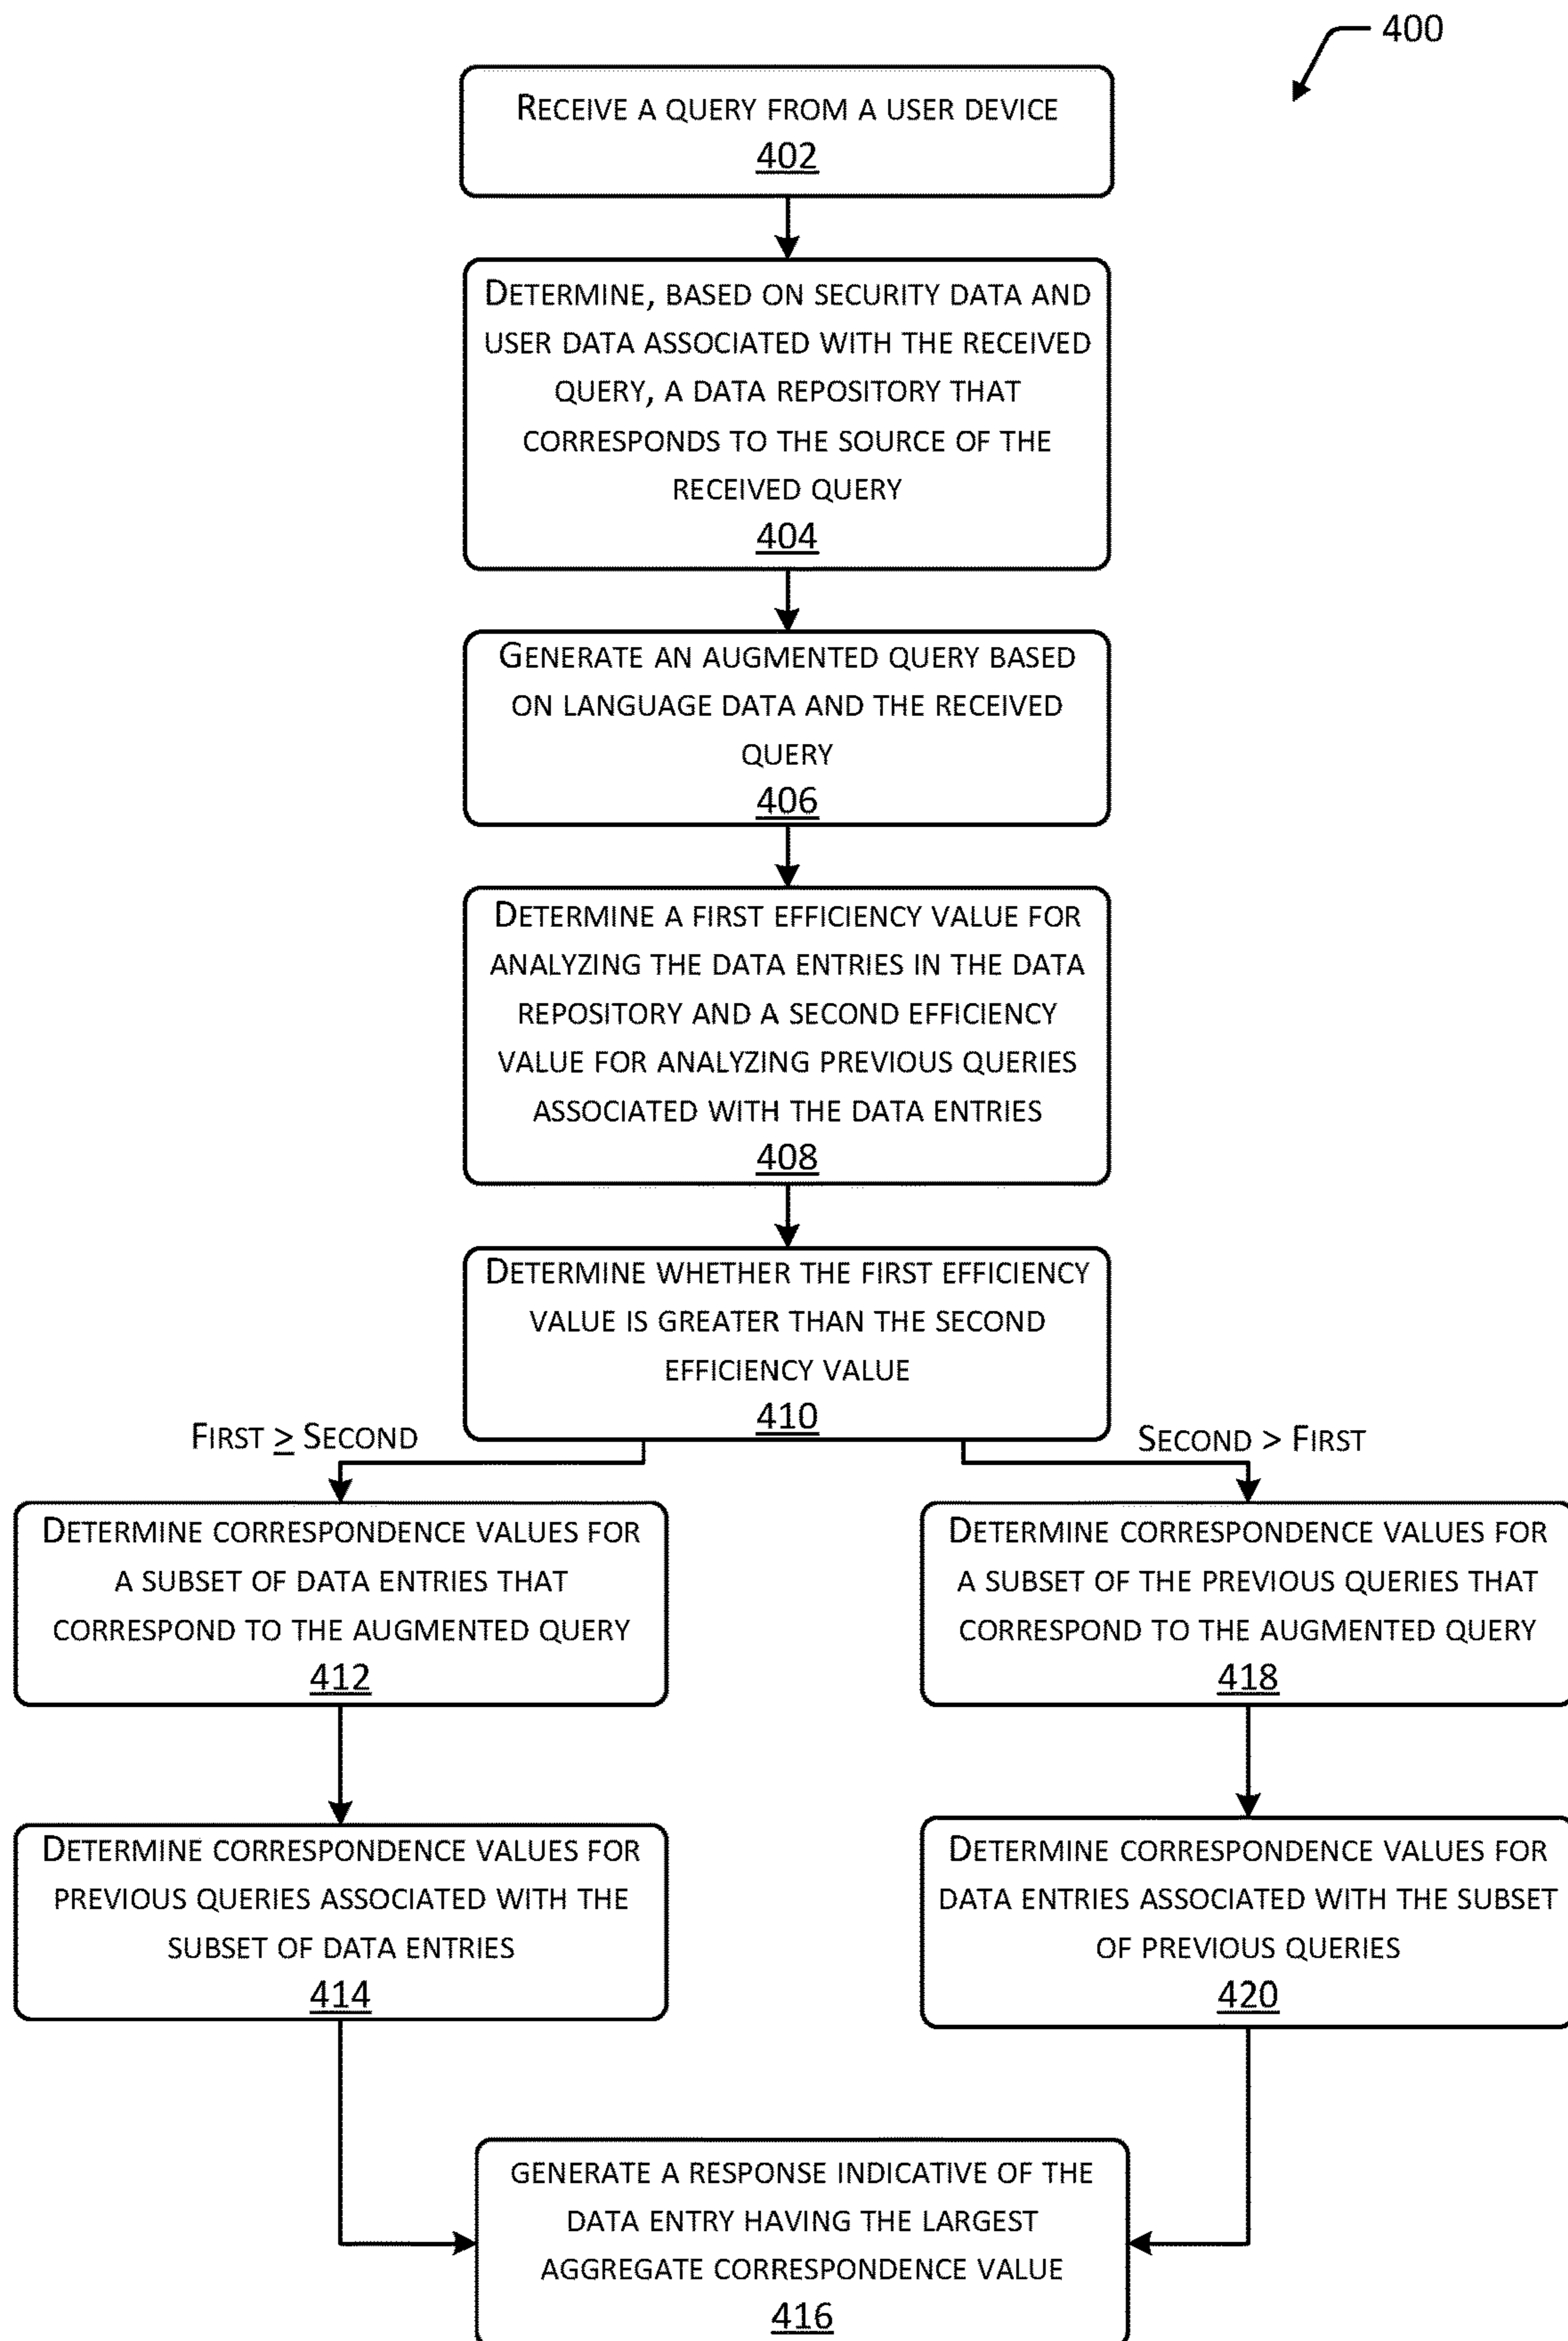 400
RECEIVE A QUERY FROM A USER DEVICE
402
DETERMINE, BASED ON SECURITY DATA AND
USER DATA ASSOCIATED WITH THE RECEIVED
QUERY, A DATA REPOSITORY THAT
CORRESPONDS TO THE SOURCE OF THE
RECEIVED QUERY
404
GENERATE AN AUGMENTED QUERY BASED
ON LANGUAGE DATA AND THE RECEIVED
QUERY
406
DETERMINE A FIRST EFFICIENCY VALUE FOR
ANALYZING THE DATA ENTRIES IN THE DATA
REPOSITORY AND A SECOND EFFICIENCY
VALUE FOR ANALYZING PREVIOUS QUERIES
ASSOCIATED WITH THE DATA ENTRIES
408
DETERMINE WHETHER THE FIRST EFFICIENCY
VALUE IS GREATER THAN THE SECOND
EFFICIENCY VALUE
410
FIRST ≥ SECOND
SECOND > FIRST
DETERMINE CORRESPONDENCE VALUES FOR
A SUBSET OF DATA ENTRIES THAT
CORRESPOND TO THE AUGMENTED QUERY
412
DETERMINE CORRESPONDENCE VALUES FOR
A SUBSET OF THE PREVIOUS QUERIES THAT
CORRESPOND TO THE AUGMENTED QUERY
418
DETERMINE CORRESPONDENCE VALUES FOR
PREVIOUS QUERIES ASSOCIATED WITH THE
SUBSET OF DATA ENTRIES
414
DETERMINE CORRESPONDENCE VALUES FOR
DATA ENTRIES ASSOCIATED WITH THE SUBSET
OF PREVIOUS QUERIES
420
GENERATE A RESPONSE INDICATIVE OF THE
DATA ENTRY HAVING THE LARGEST
AGGREGATE CORRESPONDENCE VALUE
416